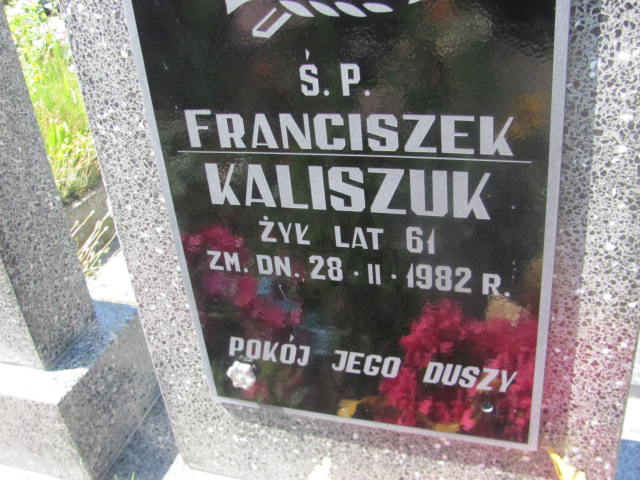 Ś. P.
FRANCISZEK
KALISZUK
ŻYŁ LAT 61
ZM. DN. 28 · II · 1982 R.
POKÓJ JEGO DUSZY